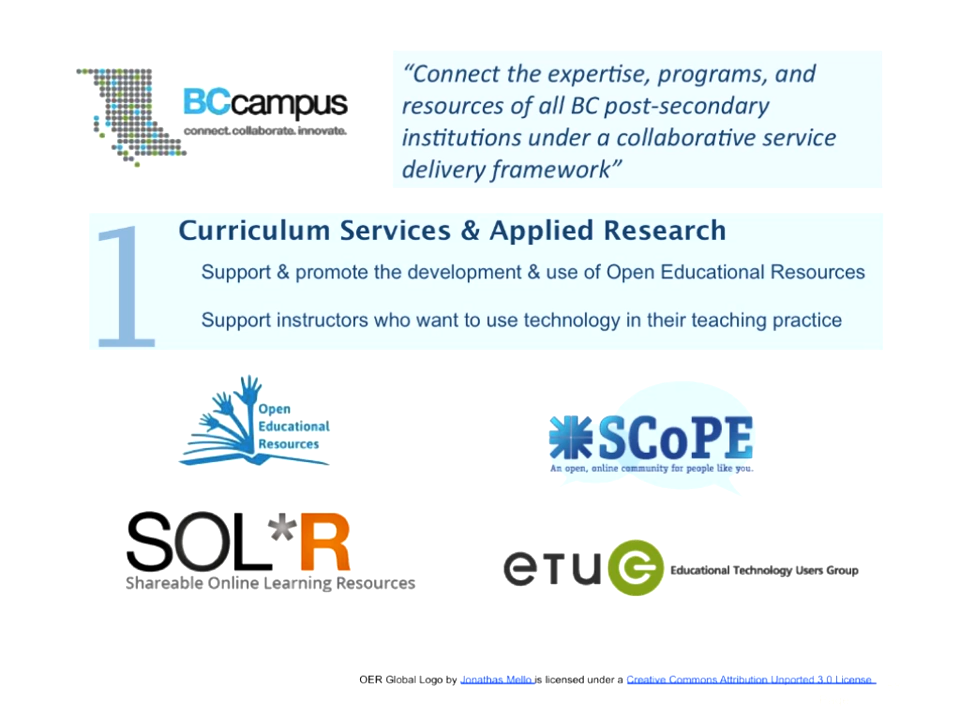 BCcampus
connect. collaborate. innovate.
“Connect the expertise, programs, and
resources of all BC post-secondary
institutions under a collaborative service
delivery framework”
1
Curriculum Services & Applied Research
Support & promote the development & use of Open Educational Resources
Support instructors who want to use technology in their teaching practice
Open
Educational
Resources
SCoPE
An open, online community for people like you.
SOL*R
Shareable Online Learning Resources
eTUG Educational Technology Users Group
OER Global Logo by Jonathas Mello is licensed under a Creative Commons Attribution Unported 3.0 License